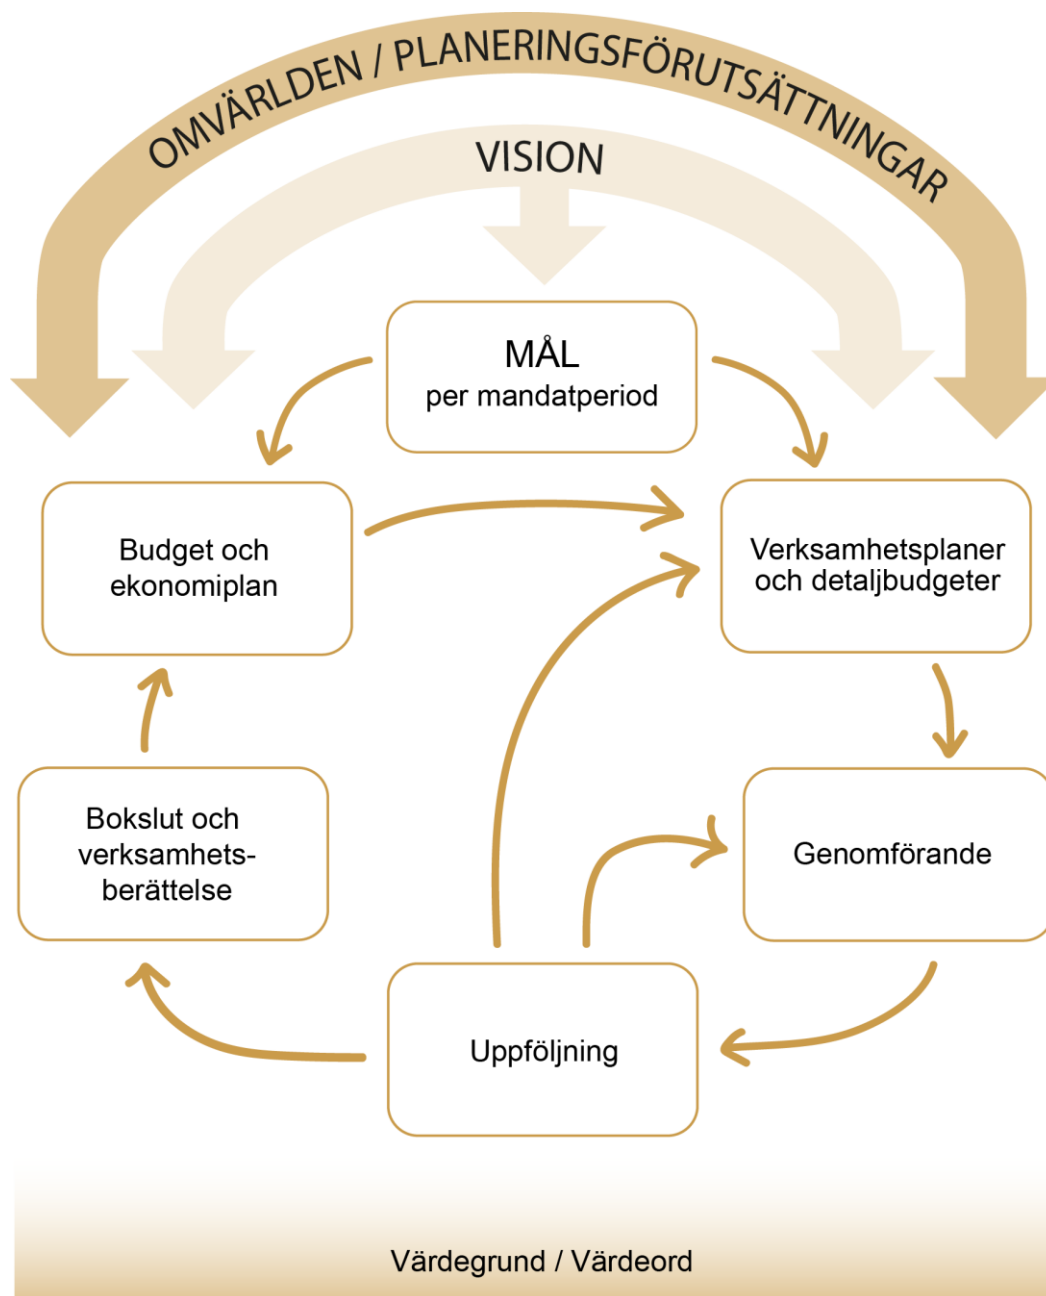 OMVÄRLDEN / PLANERINGSFÖRUTSÄTTNINGAR
VISION
MÅL
per mandatperiod
Budget och
ekonomiplan
Verksamhetsplaner
och detaljbudgeter
Bokslut och
verksamhets-
berättelse
Genomförande
Uppföljning
Värdegrund / Värdeord